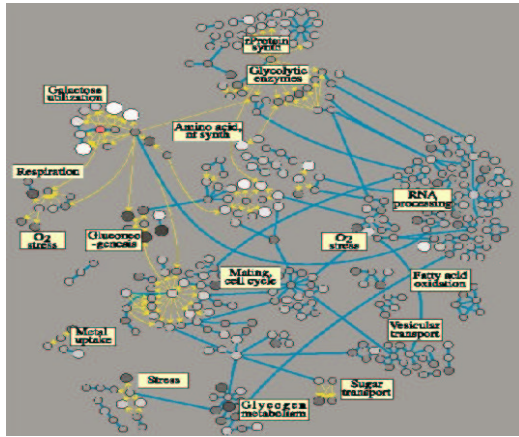 rProtein
synth
Glycolytic
enzymes
Galactose
utilization
Amino acid,
nt synth
Respiration
RNA
processing
O2
stress
Gluconeo
-genesis
O2
stress
Mating,
cell cycle
Fatty acid
oxidation
Metal
uptake
Vesicular
transport
Stress
Sugar
transport
Glycogen
metabolism